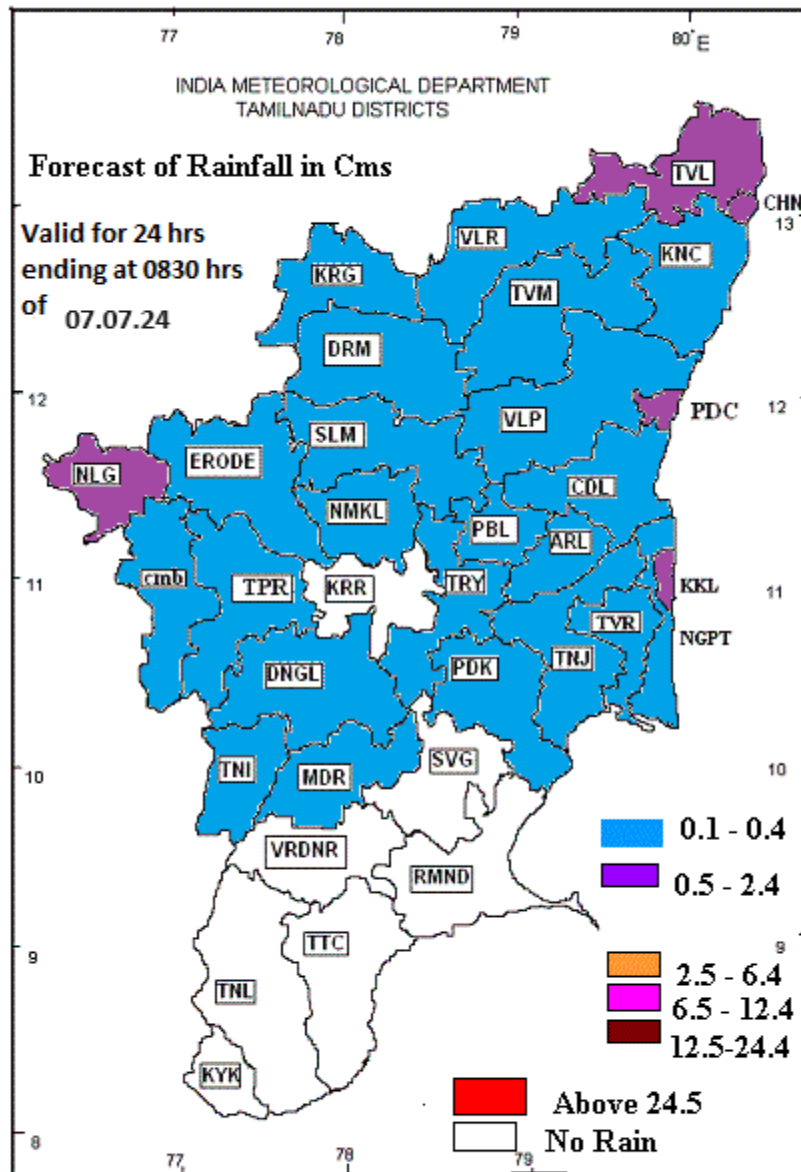 77 78 79 80°E
INDIA METEOROLOGICAL DEPARTMENT
TAMILNADU DISTRICTS
Forecast of Rainfall in Cms
Valid for 24 hrs
ending at 0830 hrs
of 07.07.24
TVL
CHN
13
VLR
KNC
KRG
TVM
DRM
12
12
PDC
VLP
SLM
ERODE
NLG
CDL
NMKL
PBL
ARL
11
cmb
TPR
KRR
TRY
KKL
11
TVR
NGPT
DNGL
PDK
TNJ
10
TNI
MDR
SVG
10
0.1 - 0.4
VRDNR
RMND
0.5 - 2.4
9
TTC
9
2.5 - 6.4
TNL
6.5 - 12.4
12.5-24.4
KYK
Above 24.5
8
No Rain
77 78 79